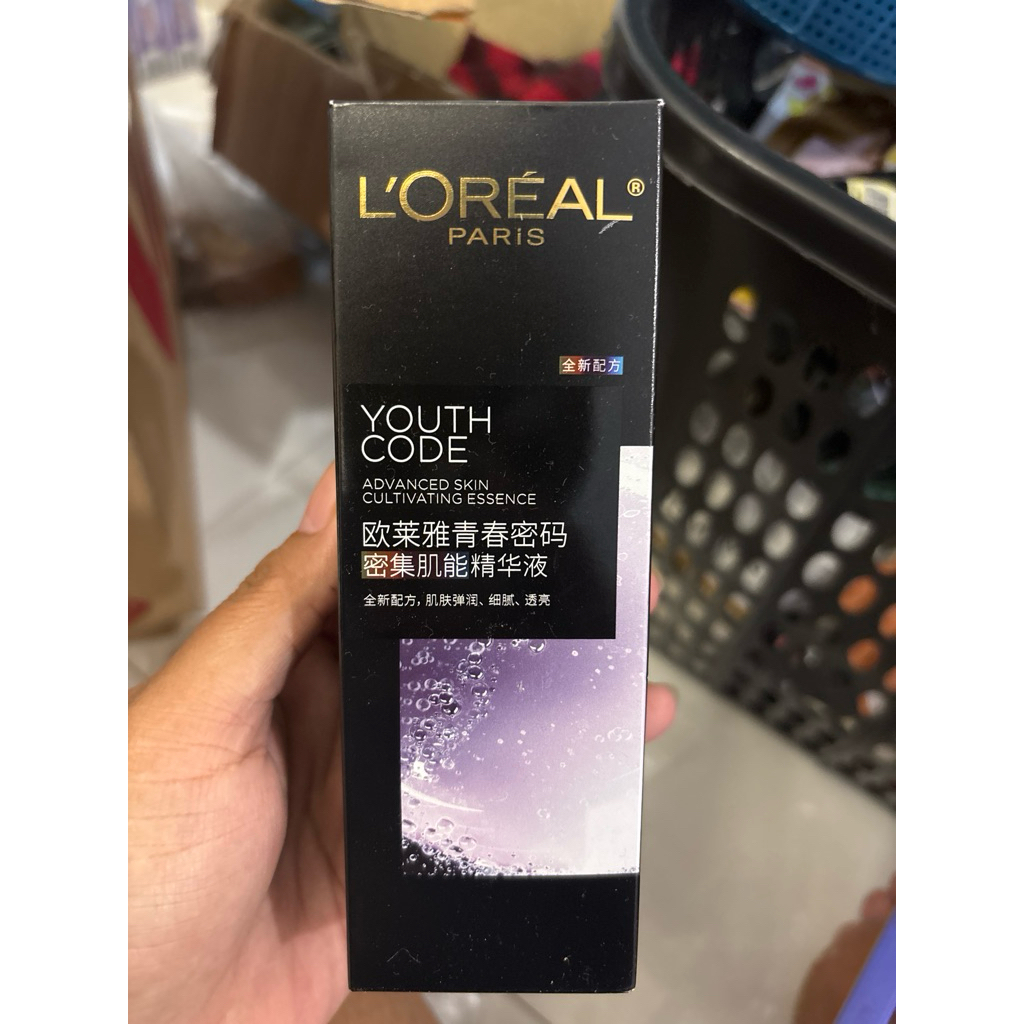 L'ORÉAL®
PARiS
全新配方
YOUTH
CODE
ADVANCED SKIN
CULTIVATING ESSENCE
欧莱雅青春密码
密集肌能精华液
全新配方，肌肤弹润、细腻、透亮